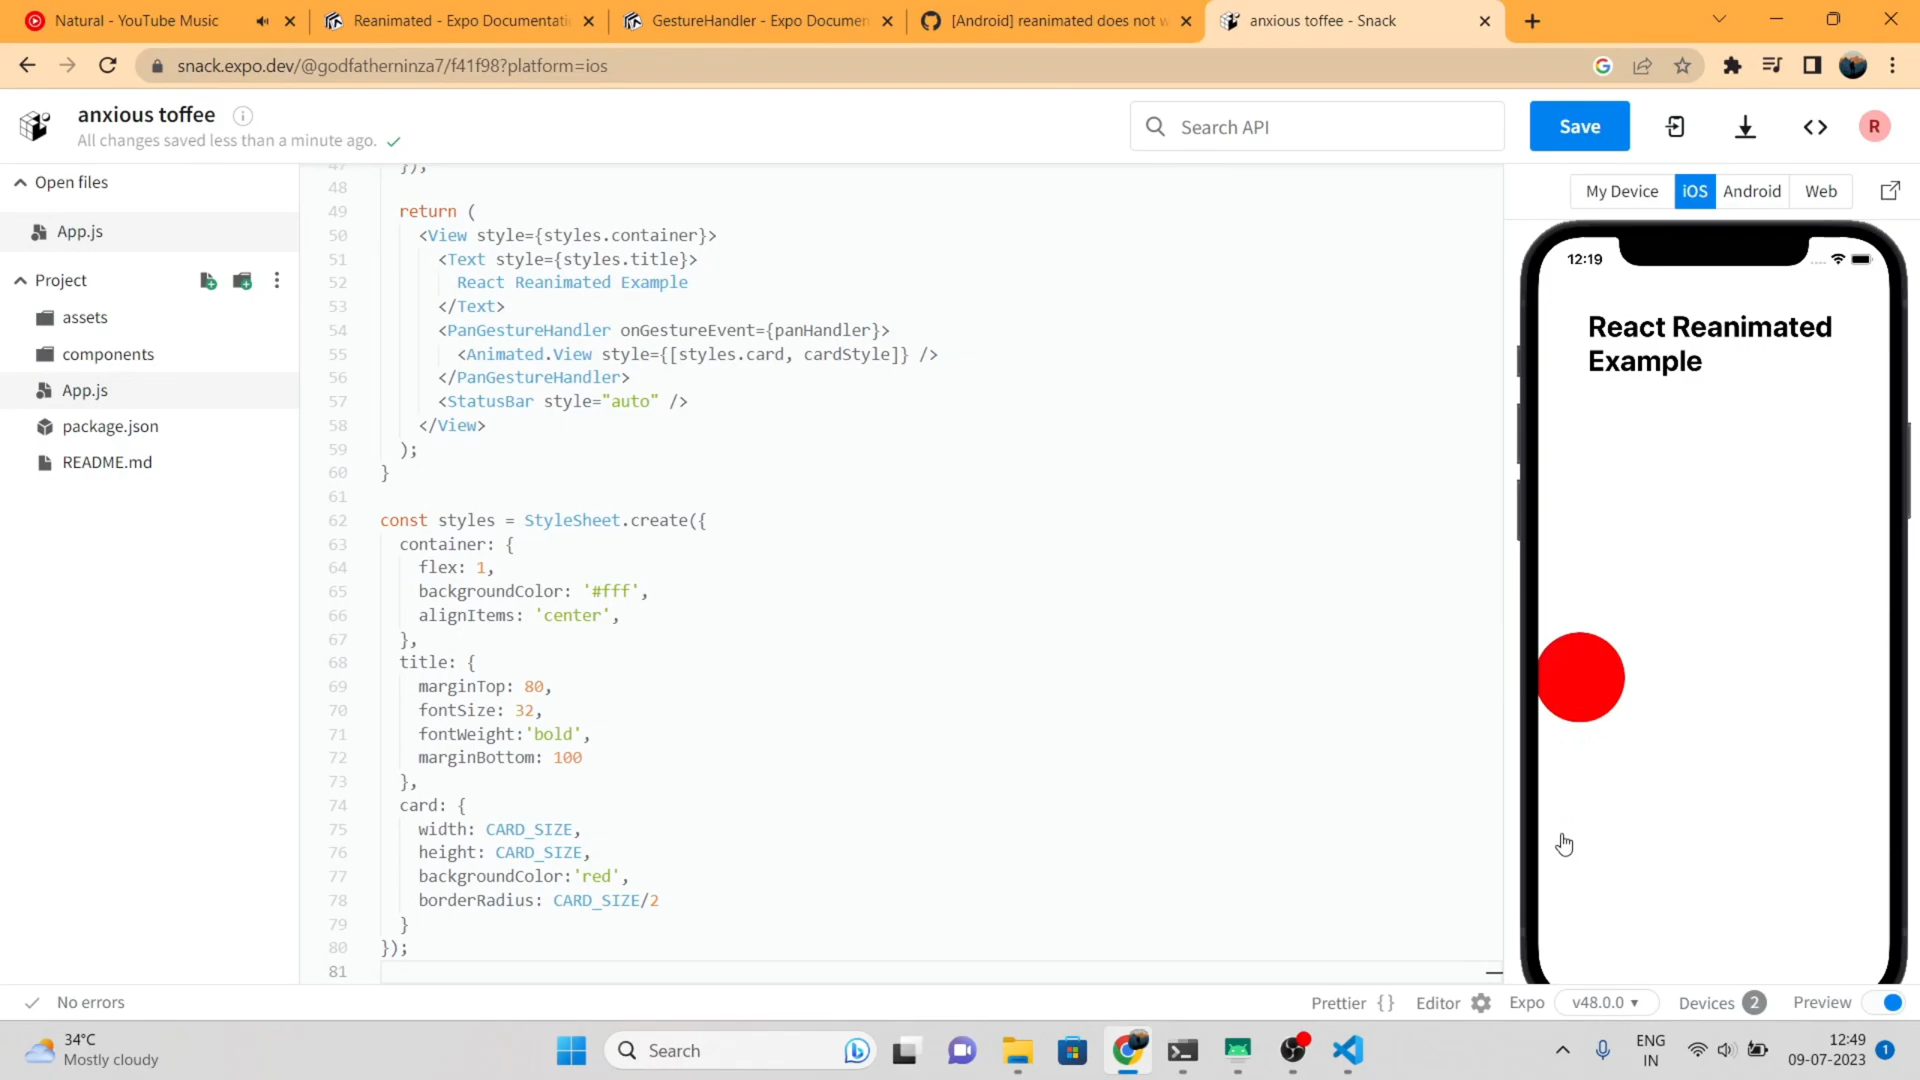 Natural - YouTube Music
Reanimated - Expo Documentati
GestureHandler - Expo Documen
[Android] reanimated does not w
anxious toffee - Snack
snack.expo.dev/@godfatherninza7/f41f98?platform=ios
anxious toffee
All changes saved less than a minute ago.
Search API
Save
R
Open files
App.js
Project
assets
components
App.js
package.json
README.md
47 });
48
49 return (
50 <View style={styles.container}>
51 <Text style={styles.title}>
52 React Reanimated Example
53 </Text>
54 <PanGestureHandler onGestureEvent={panHandler}>
55 <Animated.View style={[styles.card, cardStyle]} />
56 </PanGestureHandler>
57 <StatusBar style="auto" />
58 </View>
59 );
60 }
61
62 const styles = StyleSheet.create({
63 container: {
64 flex: 1,
65 backgroundColor: '#fff',
66 alignItems: 'center',
67 },
68 title: {
69 marginTop: 80,
70 fontSize: 32,
71 fontWeight:'bold',
72 marginBottom: 100
73 },
74 card: {
75 width: CARD_SIZE,
76 height: CARD_SIZE,
77 backgroundColor:'red',
78 borderRadius: CARD_SIZE/2
79 }
80 });
81
My Device iOS Android Web
12:19
React Reanimated
Example
No errors
Prettier { } Editor Expo v48.0.0 Devices 2 Preview
34°C
Mostly cloudy
Search
ENG
IN
12:49
09-07-2023
1